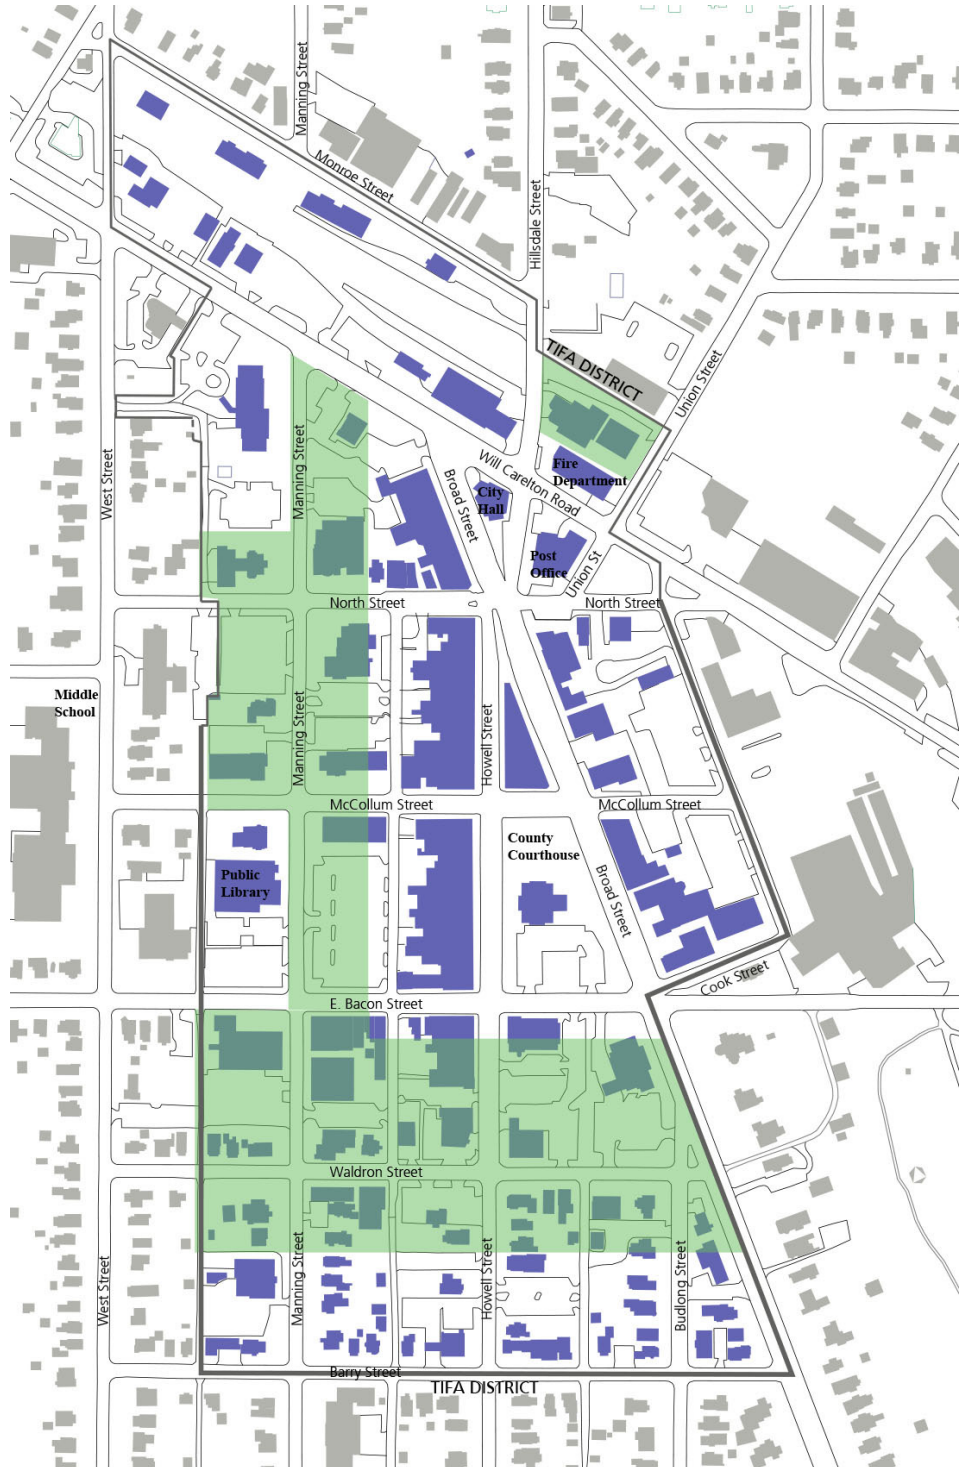 Manning Street
Manning Street
Monroe Street
Hillsdale Street
TIFA DISTRICT
Union Street
West Street
Manning Street
Broad Street
Will Carelton Road
Fire
Department
City
Hall
Post
Office
Union St
North Street
North Street
Middle
School
Manning Street
Howell Street
McCollum Street
McCollum Street
Public
Library
County
Courthouse
Broad Street
Cook Street
E. Bacon Street
Waldron Street
West Street
Manning Street
Howell Street
Budlong Street
Barry Street
TIFA DISTRICT